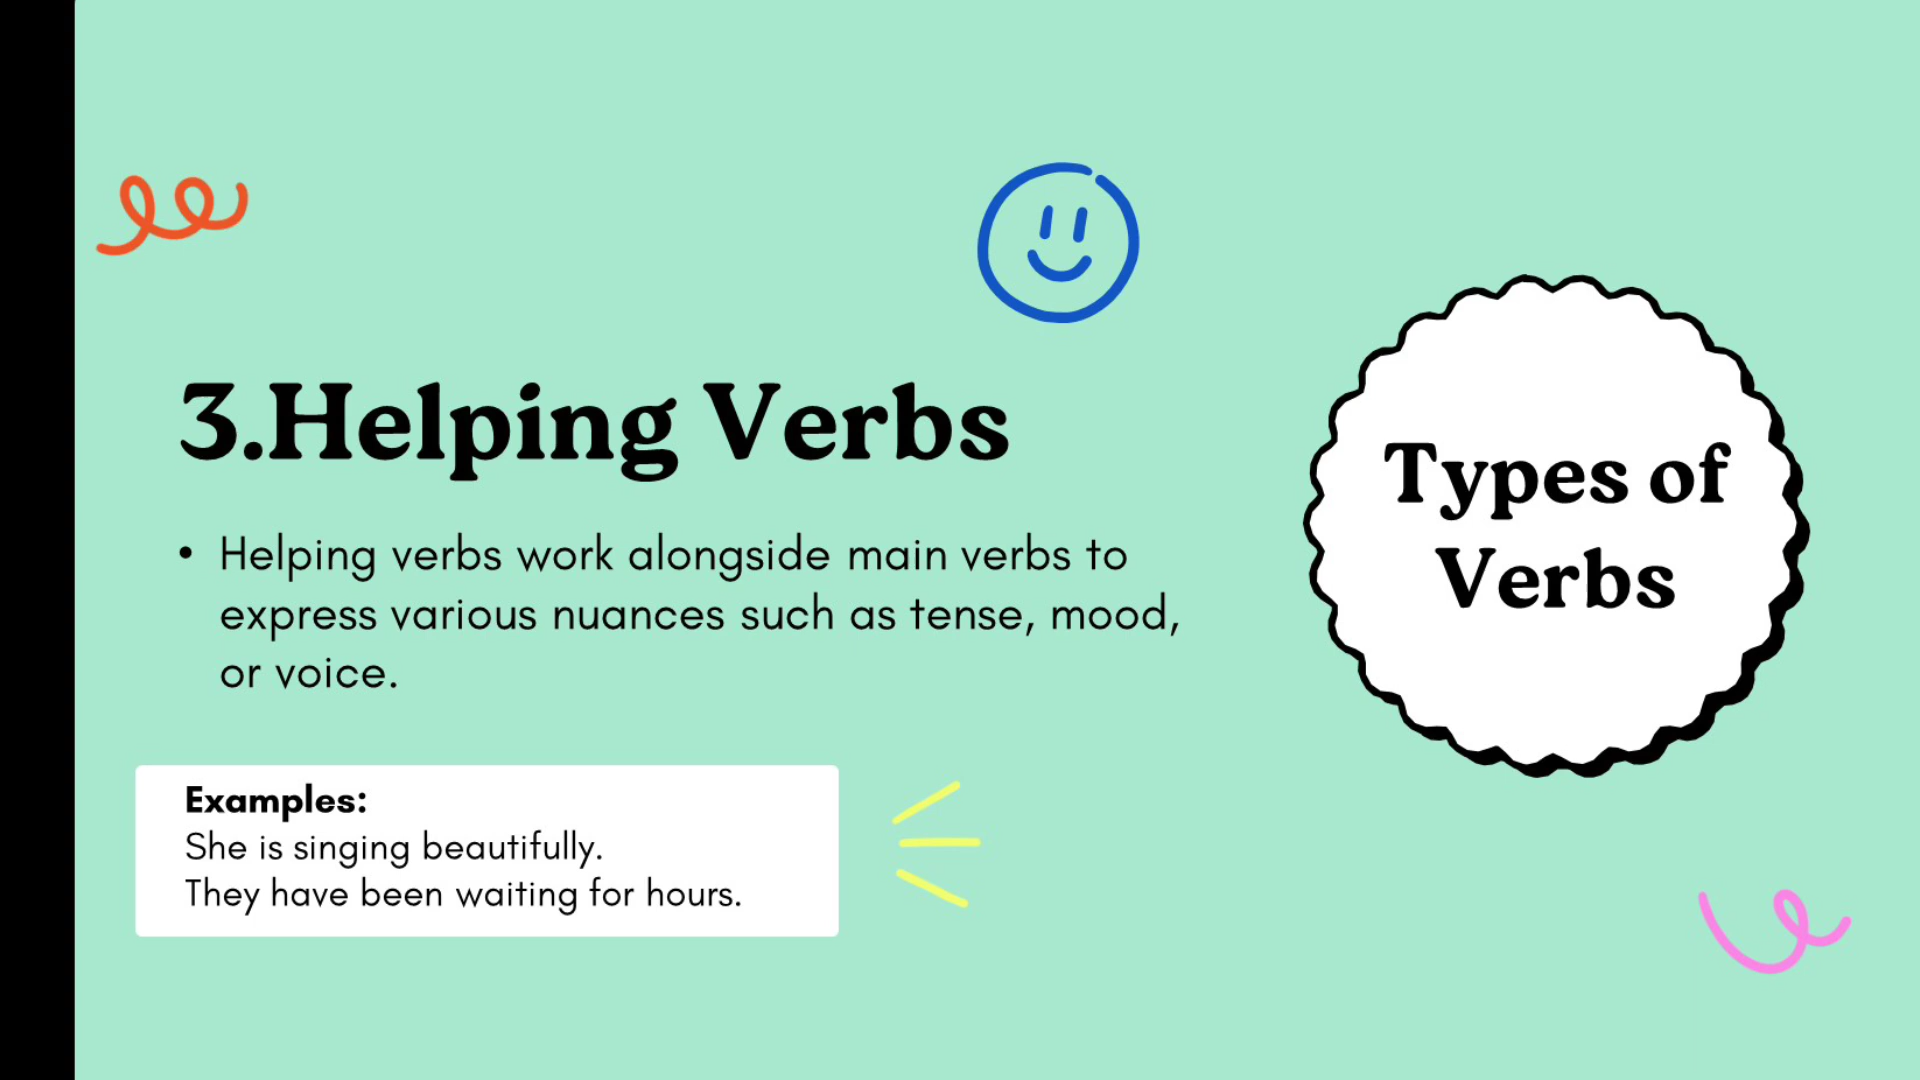 3.Helping Verbs
• Helping verbs work alongside main verbs to
express various nuances such as tense, mood,
or voice.
Examples:
She is singing beautifully.
They have been waiting for hours.
Types of
Verbs